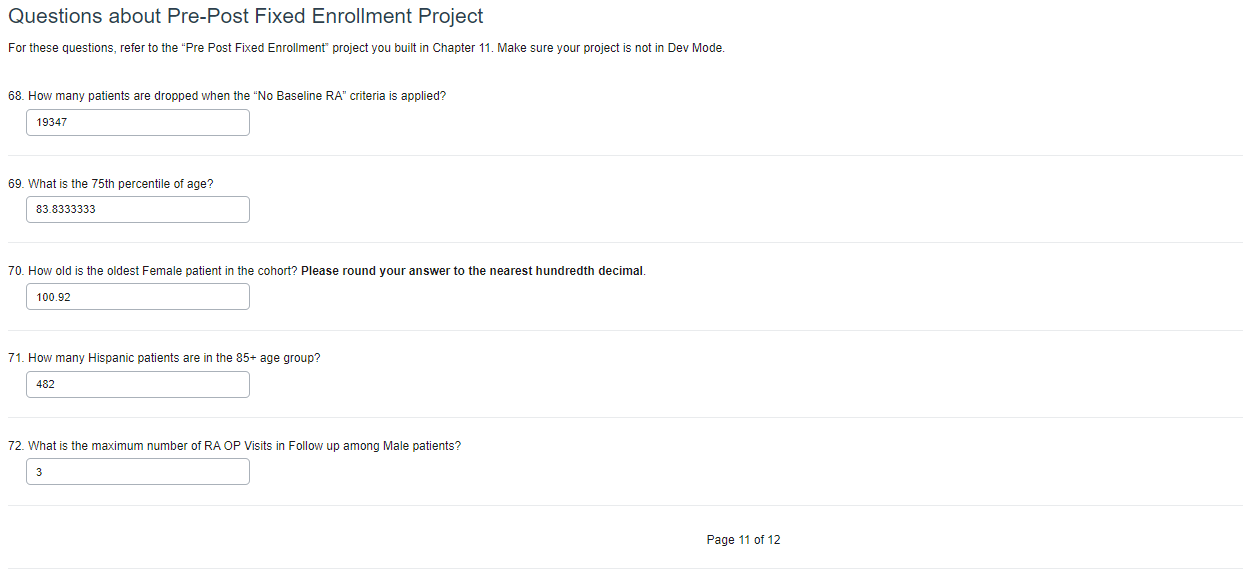 Questions about Pre-Post Fixed Enrollment Project
For these questions, refer to the “Pre Post Fixed Enrollment” project you built in Chapter 11. Make sure your project is not in Dev Mode.
68. How many patients are dropped when the “No Baseline RA” criteria is applied?
19347
69. What is the 75th percentile of age?
83.8333333
70. How old is the oldest Female patient in the cohort? Please round your answer to the nearest hundredth decimal.
100.92
71. How many Hispanic patients are in the 85+ age group?
482
72. What is the maximum number of RA OP Visits in Follow up among Male patients?
3
Page 11 of 12